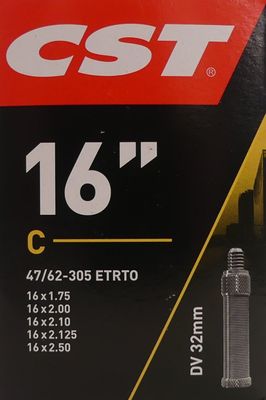 CST®
16”
C
47/62-305 ETRTO
16 x 1.75
16 x 2.00
16 x 2.10
16 x 2.125
16 x 2.50
DV 32mm